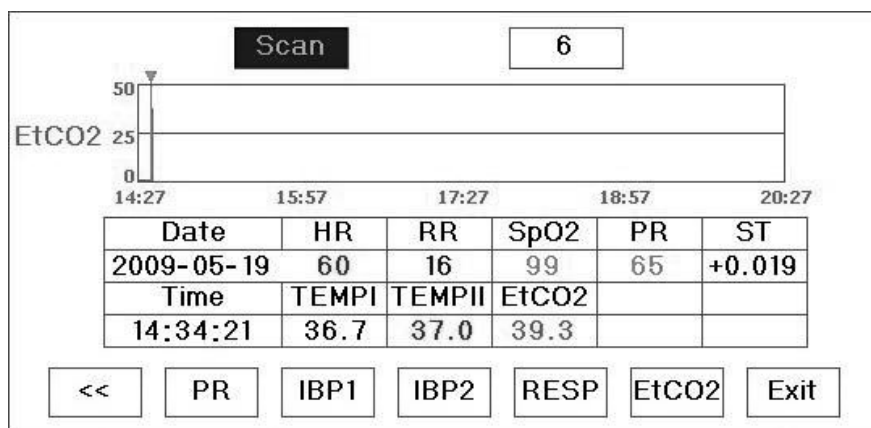 Scan 6
50
EtCO2 25
0
14:27 15:57 17:27 18:57 20:27
Date HR RR SpO2 PR ST
2009-05-19 60 16 99 65 +0.019
Time TEMPI TEMPII EtCO2
14:34:21 36.7 37.0 39.3
<< PR IBP1 IBP2 RESP EtCO2 Exit